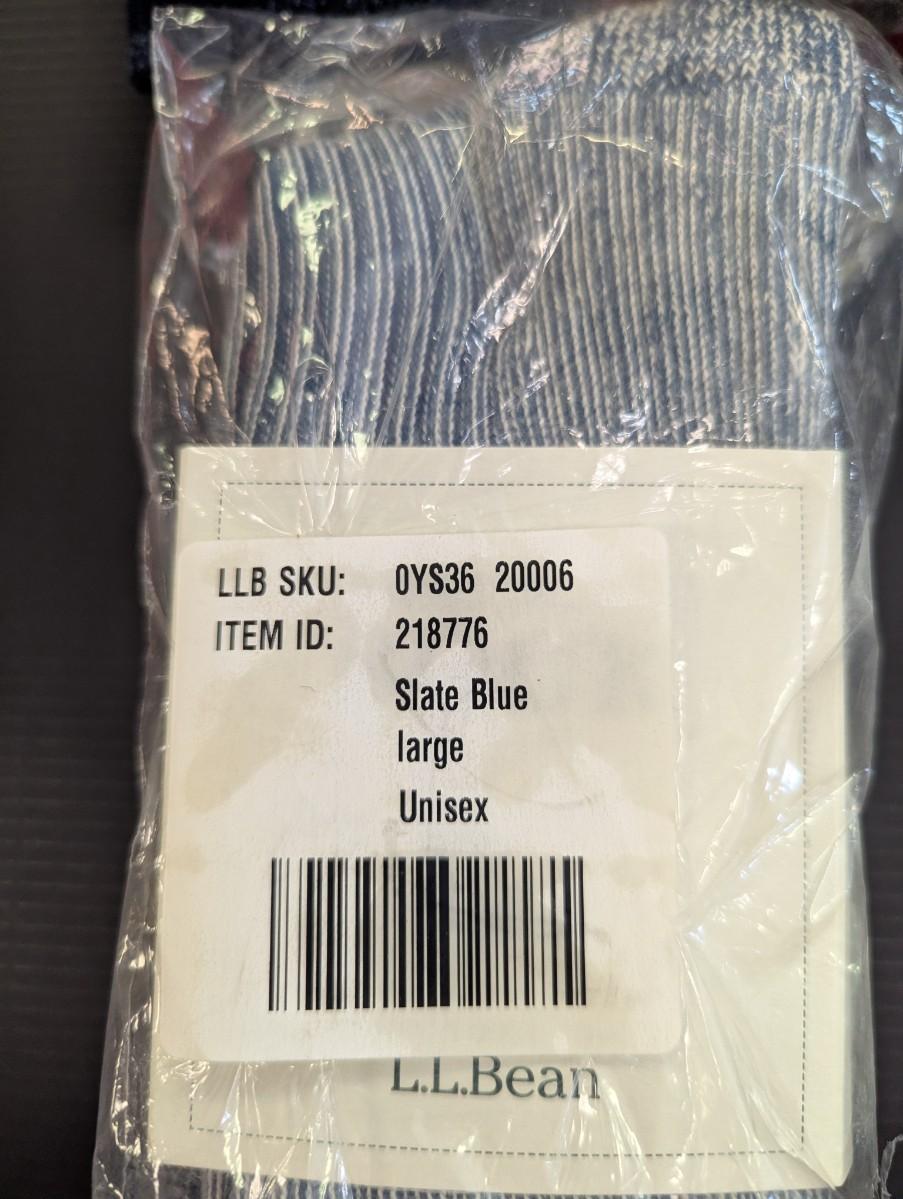 LLB SKU: 0YS36 20006
ITEM ID: 218776
Slate Blue
large
Unisex
L.L.Bean